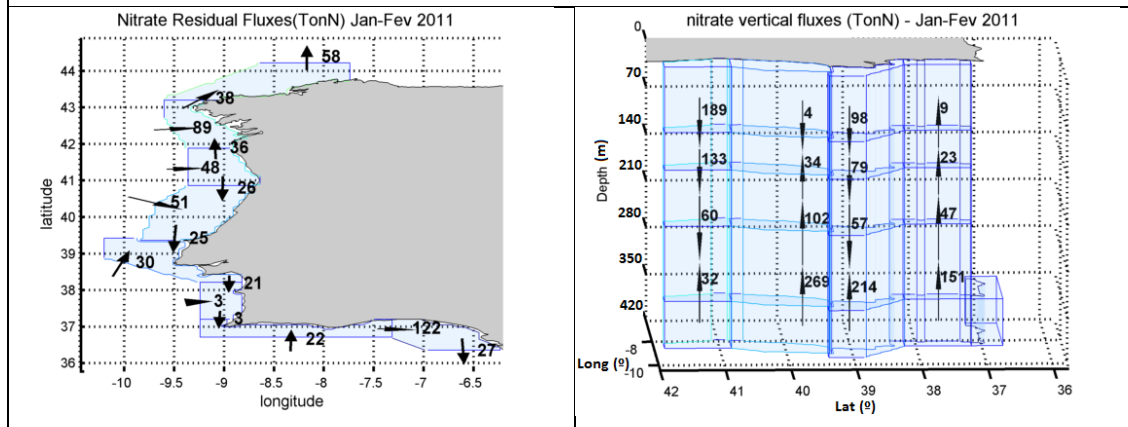 Nitrate Residual Fluxes(TonN) Jan-Fev 2011
58
44
38
43
89
36
42
48
latitude
41
26
51
40
25
39
30
21
38
3
3
37
122
22
27
36
-10 -9.5 -9 -8.5 -8 -7.5 -7 -6.5
longitude
nitrate vertical fluxes (TonN) - Jan-Fev 2011
0
70
189 4 98 9
140
133 34 79 23
210
Depth (m)
60 102 57 47
280
350
32 269 214 151
420
-8
Long (º)
-10
42 41 40 39 38 37 36
Lat (º)